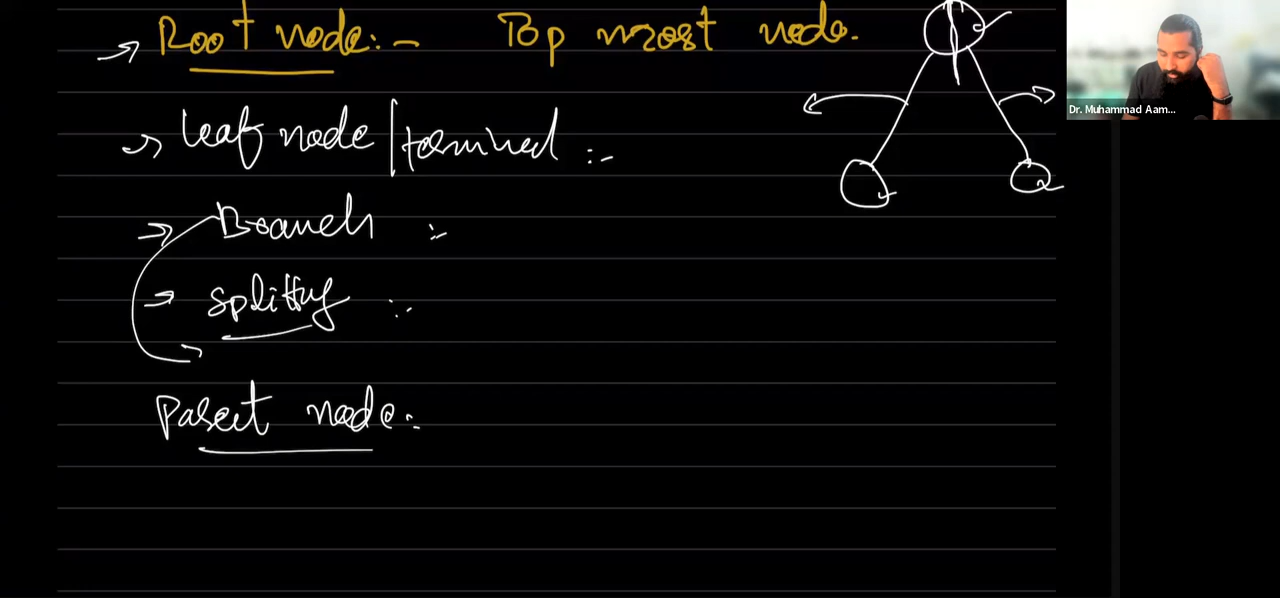 → Root node:- Top most node.
→ leaf node / terminal :-
→ Branch :-
→ splitting :-
Parent node:-
Dr. Muhammad Aam...